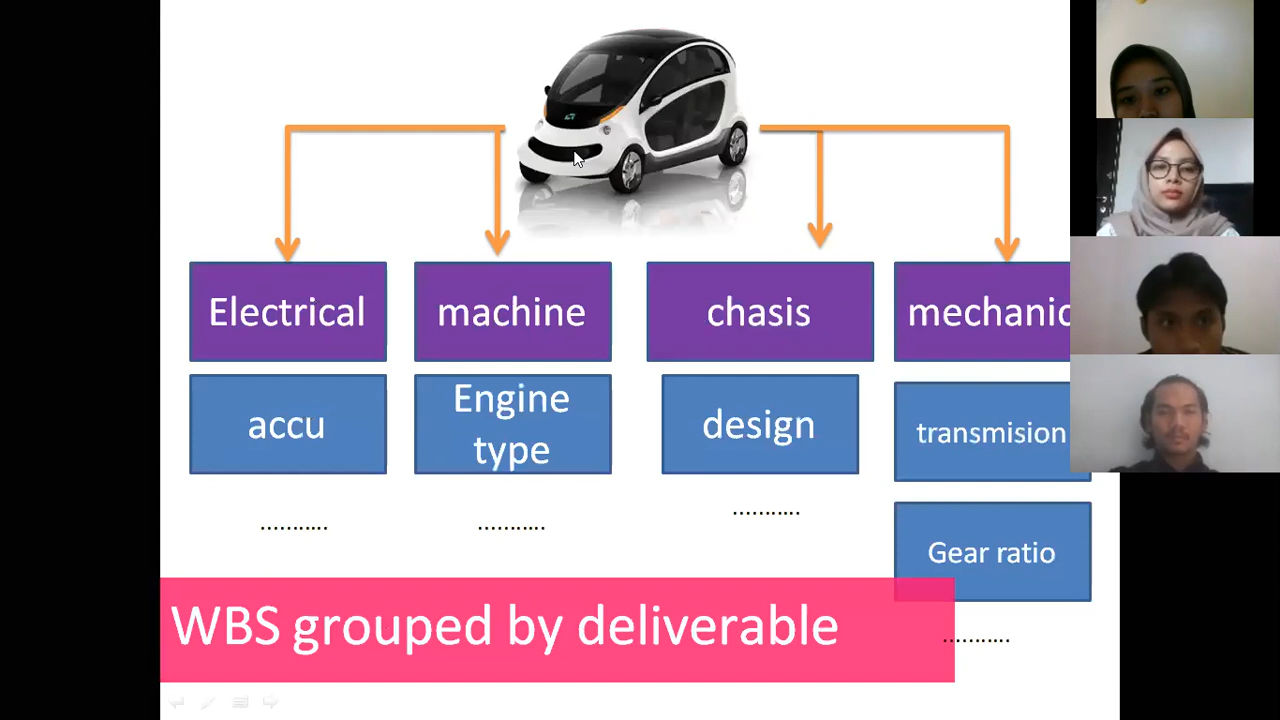 Electrical
machine
chasis
mechanic
accu
Engine
type
design
transmision
Gear ratio
...........
...........
...........
...........
WBS grouped by deliverable